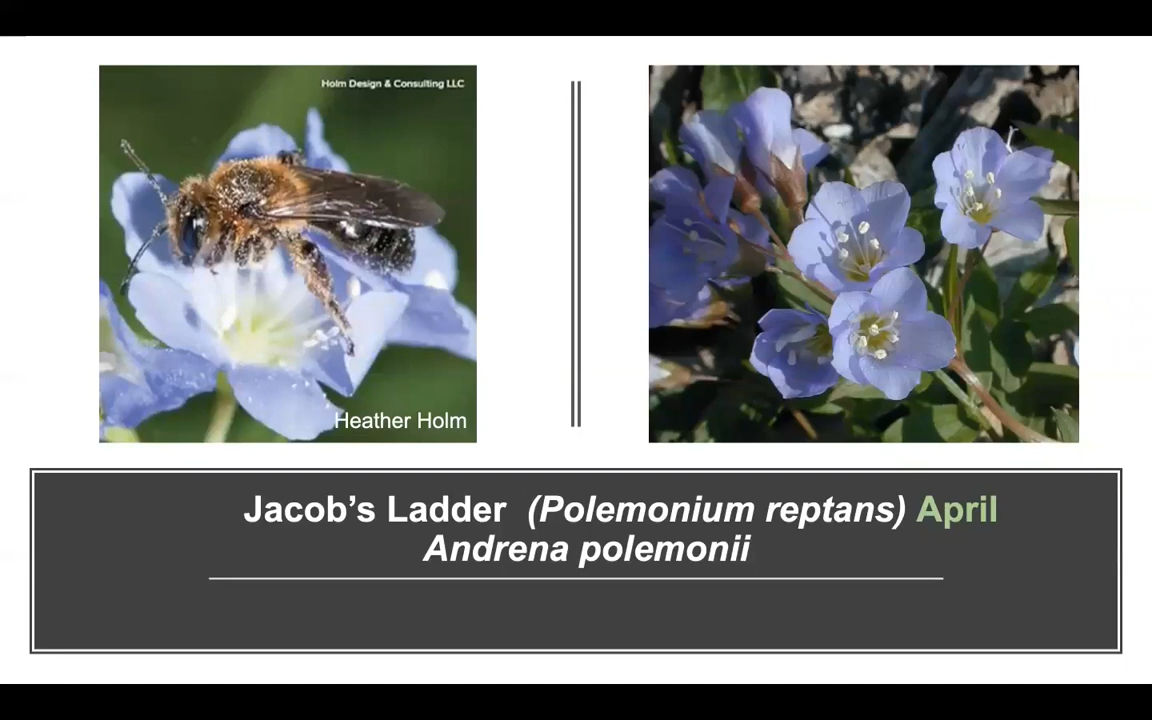 Holm Design & Consulting LLC
Heather Holm
Jacob’s Ladder (Polemonium reptans) April
Andrena polemonii